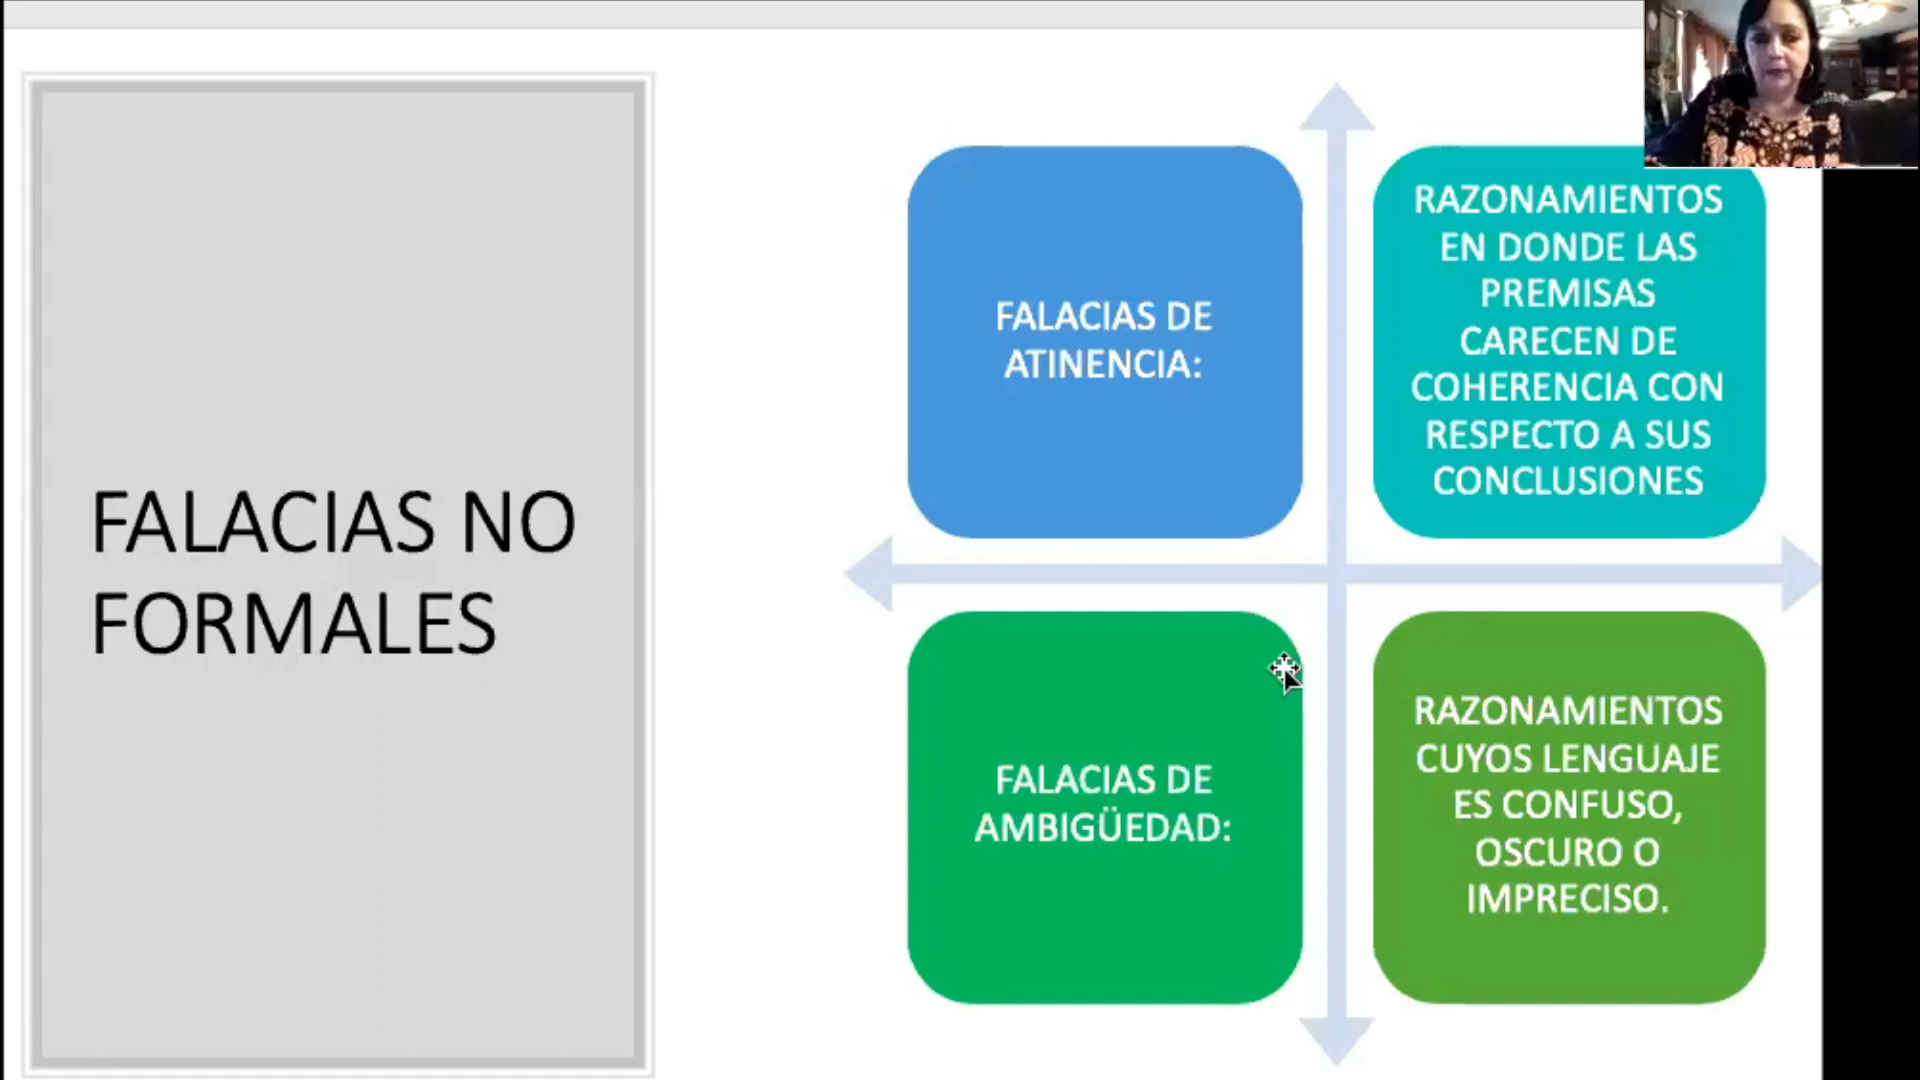 FALACIAS NO
FORMALES
FALACIAS DE
ATINENCIA:
RAZONAMIENTOS
EN DONDE LAS
PREMISAS
CARECEN DE
COHERENCIA CON
RESPECTO A SUS
CONCLUSIONES
FALACIAS DE
AMBIGÜEDAD:
RAZONAMIENTOS
CUYOS LENGUAJE
ES CONFUSO,
OSCURO O
IMPRECISO.